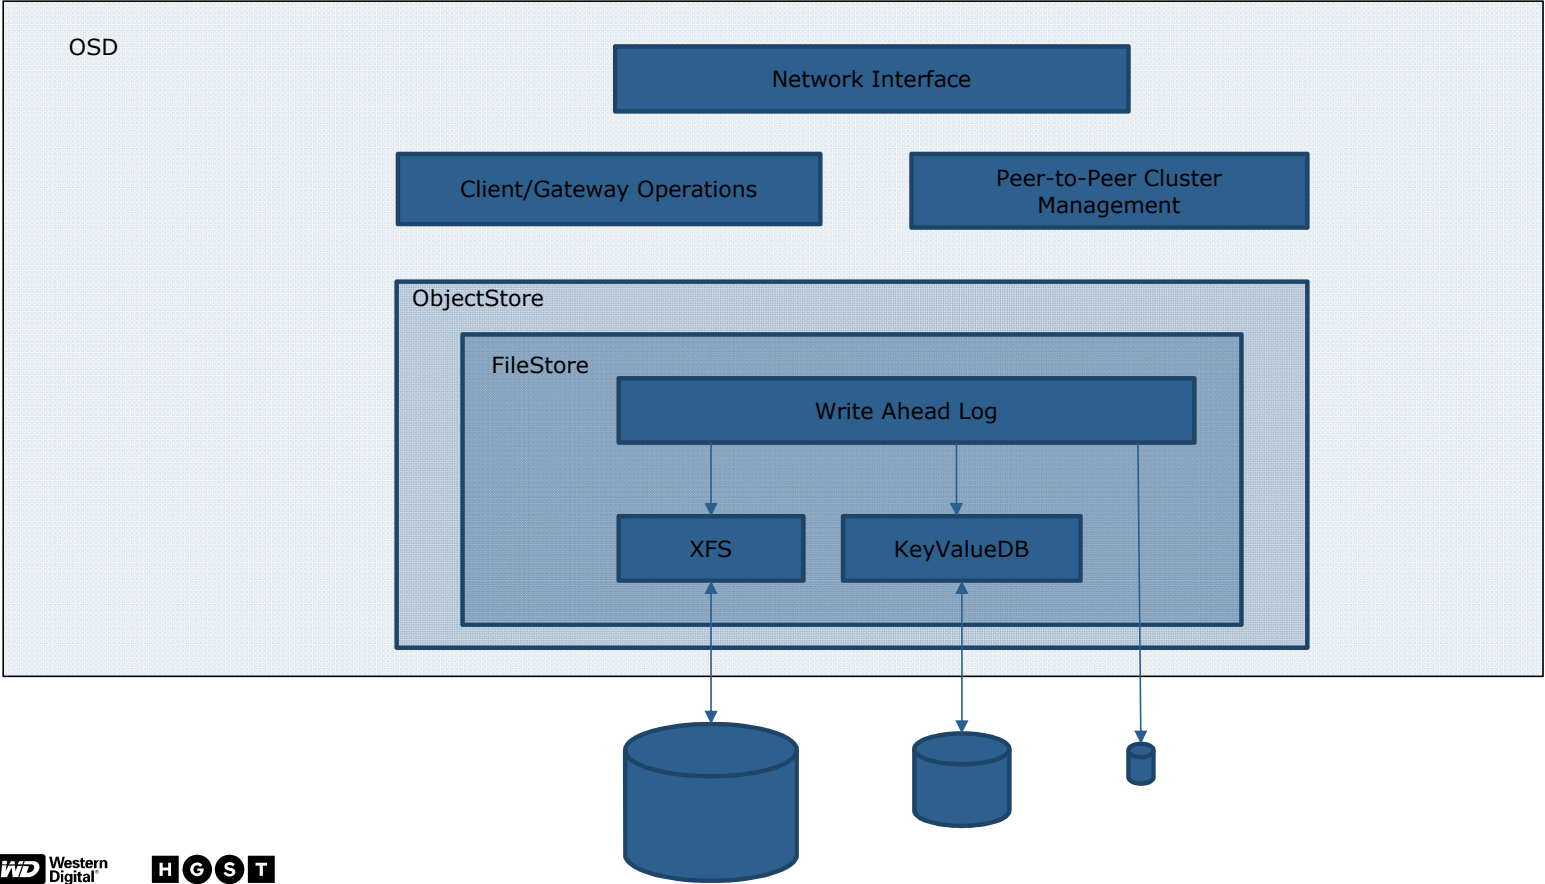 OSD
Network Interface
Client/Gateway Operations
Peer-to-Peer Cluster
Management
ObjectStore
FileStore
Write Ahead Log
XFS
KeyValueDB
WD
Western
Digital®
HGST